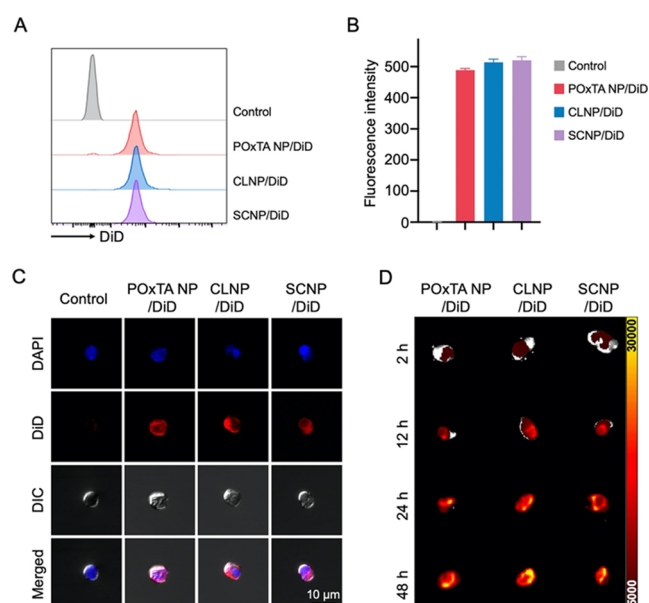 A
Control
POxTA NP/DiD
CLNP/DiD
SCNP/DiD
DiD
B
Fluorescence intensity
500
400
300
200
100
0
Control
POxTA NP/DiD
CLNP/DiD
SCNP/DiD
C
Control
POxTA NP
/DiD
CLNP
/DiD
SCNP
/DiD
DAPI
DiD
DIC
Merged
10 µm
D
POxTA NP
/DiD
CLNP
/DiD
SCNP
/DiD
2 h
12 h
24 h
48 h
30000
6000